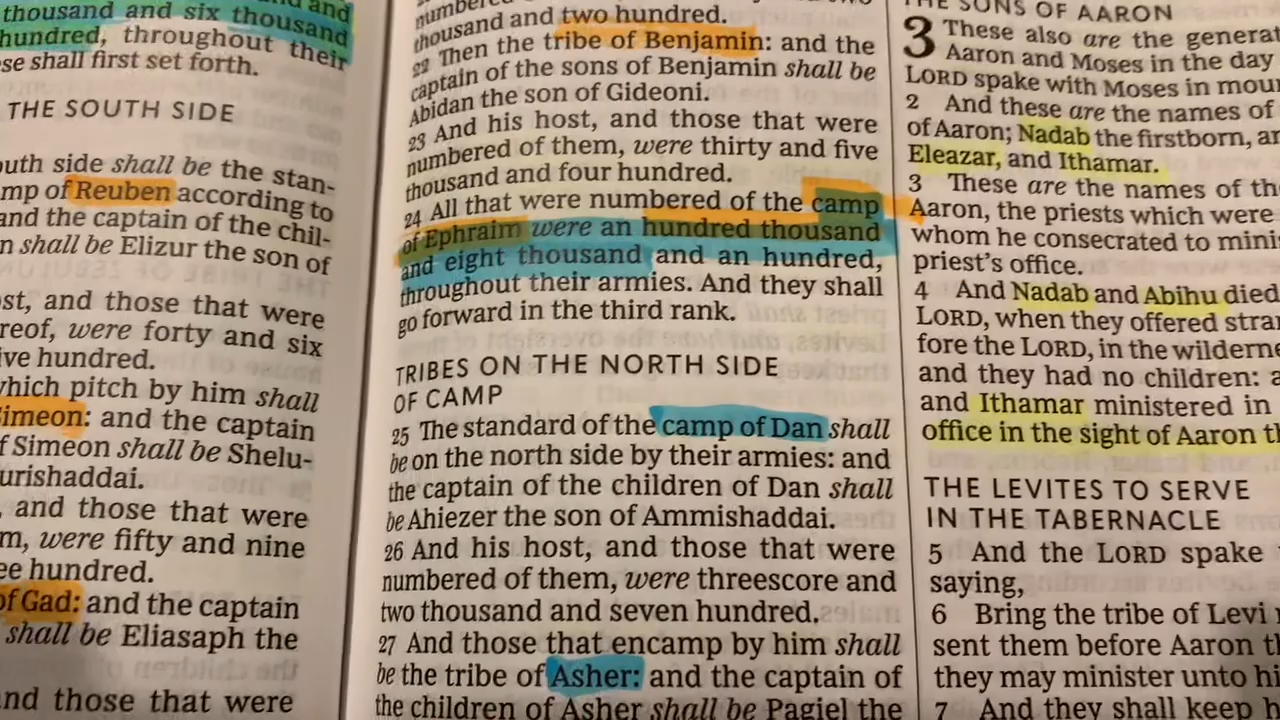 and
thousand and six thousand
hundred, throughout their
se shall first set forth.
THE SOUTH SIDE
outh side shall be the stan-
mp of Reuben according to
and the captain of the chil-
n shall be Elizur the son of
ost, and those that were
reof, were forty and six
ive hundred.
which pitch by him shall
Simeon: and the captain
f Simeon shall be Shelu-
urishaddai.
, and those that were
m, were fifty and nine
ee hundred.
of Gad: and the captain
shall be Eliasaph the
nd those that were
thousand and two hundred.
22 Then the tribe of Benjamin: and the
captain of the sons of Benjamin shall be
Abidan the son of Gideoni.
23 And his host, and those that were
numbered of them, were thirty and five
thousand and four hundred.
24 All that were numbered of the camp
of Ephraim were an hundred thousand
and eight thousand and an hundred,
throughout their armies. And they shall
go forward in the third rank.
TRIBES ON THE NORTH SIDE
OF CAMP
25 The standard of the camp of Dan shall
be on the north side by their armies: and
the captain of the children of Dan shall
be Ahiezer the son of Ammishaddai.
26 And his host, and those that were
numbered of them, were threescore and
two thousand and seven hundred.
27 And those that encamp by him shall
be the tribe of Asher: and the captain of
the children of Asher shall be Pagiel the
THE SONS OF AARON
3 These also are the generat
Aaron and Moses in the day
LORD spake with Moses in mou
2 And these are the names of
of Aaron; Nadab the firstborn, an
Eleazar, and Ithamar.
3 These are the names of th
Aaron, the priests which were
whom he consecrated to mini
priest's office.
4 And Nadab and Abihu died
LORD, when they offered stra
fore the LORD, in the wilderne
and they had no children: a
and Ithamar ministered in
office in the sight of Aaron th
THE LEVITES TO SERVE
IN THE TABERNACLE
5 And the LORD spake
saying,
6 Bring the tribe of Levi
sent them before Aaron th
they may minister unto hi
7 And they shall keep h